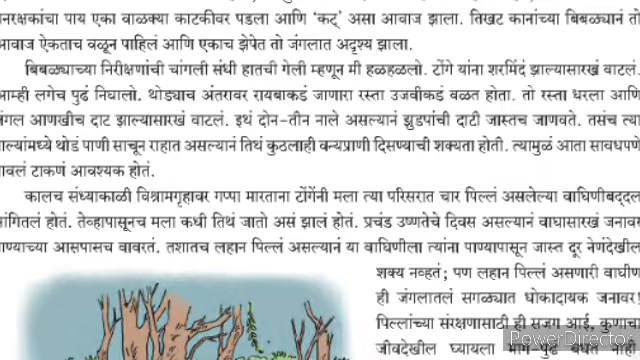 नरक्षकांचा पाय एका वाळक्या काटकीवर पडला आणि ‘कट्’ असा आवाज झाला. तिखट कानांच्या बिबळ्यानं तो
आवाज ऐकताच वळून पाहिलं आणि एकाच झेपेत तो जंगलात अदृश्य झाला.
बिबळ्याच्या निरीक्षणांची चांगली संधी हातची गेली म्हणून मी हळहळलो. टोंगे यांना शरमिंदं झाल्यासारखं वाटलं.
आम्ही लगेच पुढं निघालो. थोड्याच अंतरावर रायबाकडं जाणारा रस्ता उजवीकडं वळत होता. तो रस्ता धरला आणि
जंगल आणखीच दाट झाल्यासारखं वाटलं. इथं दोन–तीन नाले असल्यानं झुडपांची दाटी जास्तच जाणवते. तसंच त्या
नाल्यांमध्ये थोडं पाणी साचून राहात असल्यानं तिथं कुठलाही वन्यप्राणी दिसण्याची शक्यता होती. त्यामुळं आता सावधपणे
पावलं टाकणं आवश्यक होतं.
कालच संध्याकाळी विश्रामगृहावर गप्पा मारताना टोंगेंनी मला त्या परिसरात चार पिल्लं असलेल्या वाघिणीबद्दल
सांगितलं होतं. तेव्हापासूनच मला कधी तिथं जातो असं झालं होतं. प्रचंड उष्णतेचे दिवस असल्यानं वाघासारखं जनावर
पाण्याच्या आसपासच वावरतं. तशातच लहान पिल्लं असल्यानं या वाघिणीला त्यांना पाण्यापासून जास्त दूर नेणंदेखील
शक्य नव्हतं; पण लहान पिल्लं असणारी वाघीण
ही जंगलातलं सगळ्यात धोकादायक जनावर!
पिल्लांच्या संरक्षणासाठी ही सजग आई, कुणाचा
जीवदेखील घ्यायला मागं-पुढं बघत नाही
PowerDirector